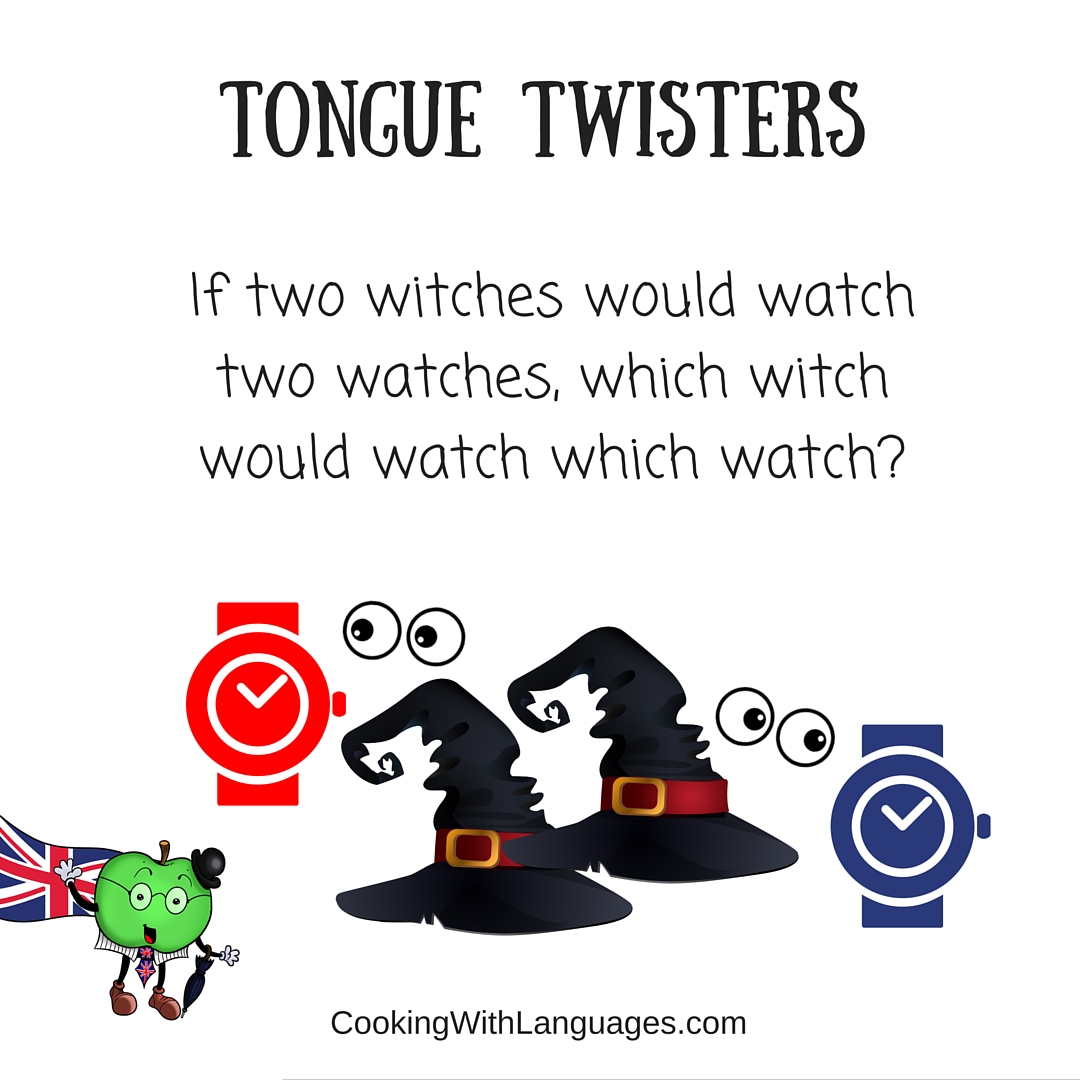 TONGUE TWISTERS
If two witches would watch
two watches, which witch
would watch which watch?
CookingWithLanguages.com